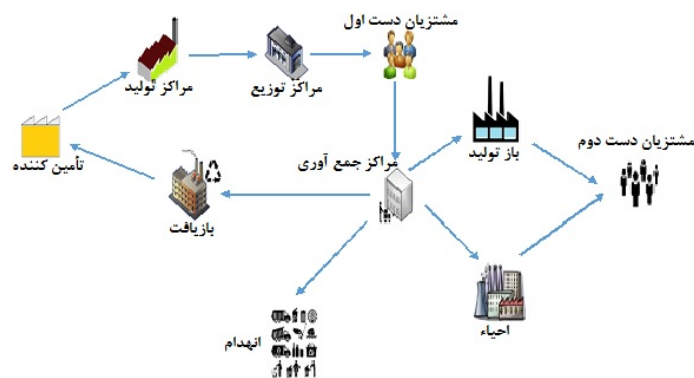 مشتریان دست اول
مراکز توزیع
مراکز تولید
تأمین کننده
مراکز جمع آوری
باز تولید
مشتریان دست دوم
بازیافت
احیاء
انهدام